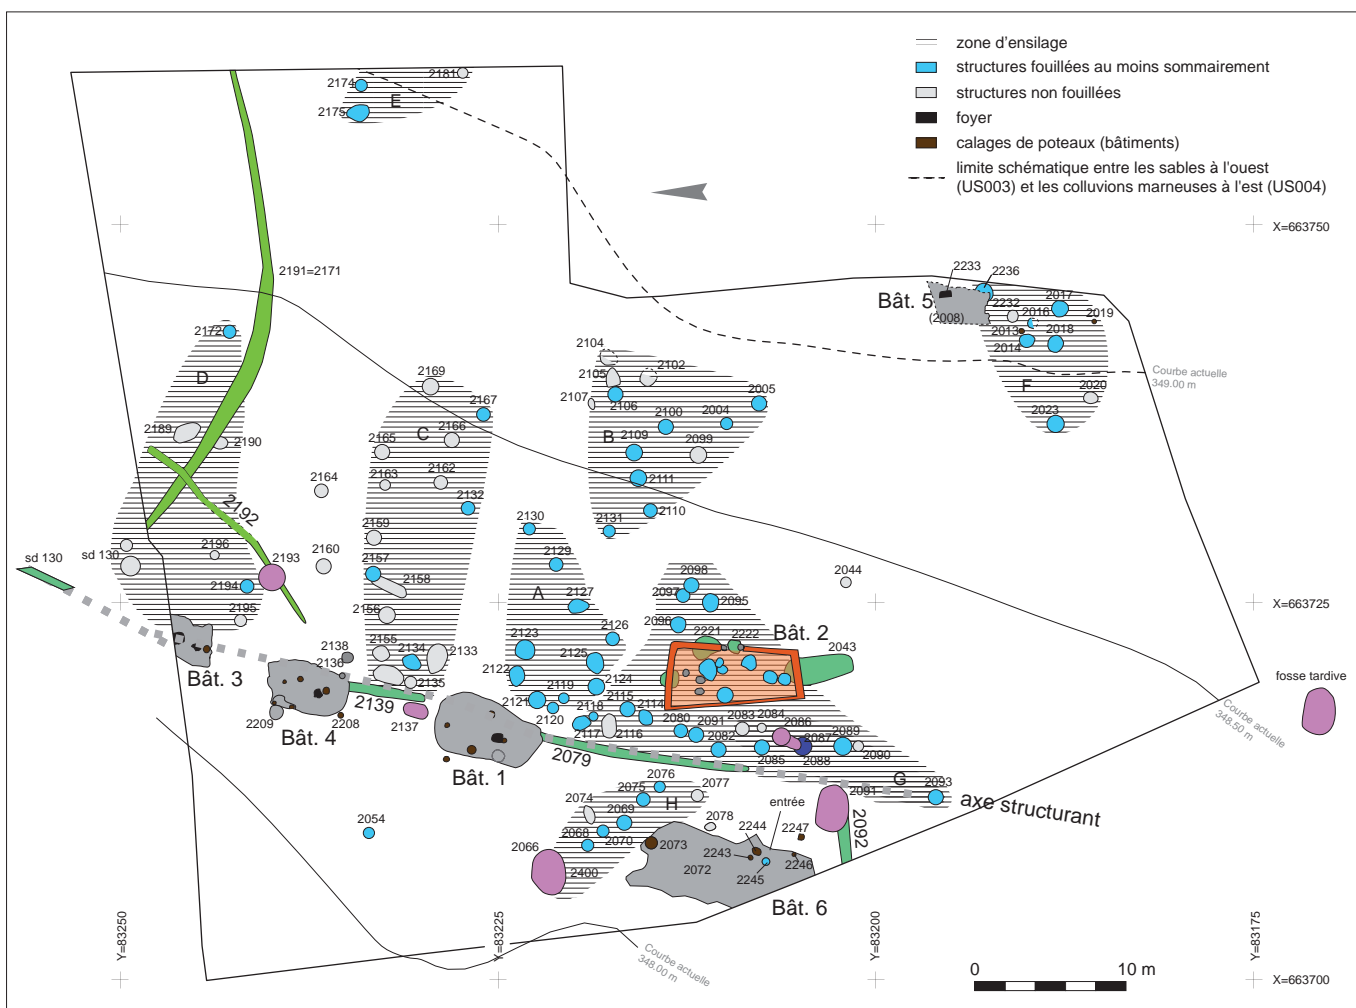 zone d'ensilage
structures fouillées au moins sommairement
structures non fouillées
foyer
calages de poteaux (bâtiments)
limite schématique entre les sables à l'ouest
(US003) et les colluvions marneuses à l'est (US004)
2174
2181
E
2175
X=663750
2191=2171
2233
2236
Bât. 5
(2008)
2232
2017
2016
2019
2013
2018
2014
2172
D
2104
2102
2105
2169
2107
2106
2005
Courbe actuelle
349.00 m
F
2020
2167
2100
2004
2023
2189
2190
C
2166
2165
B
2109
2099
2164
2163
2162
2111
2192
2132
2110
2130
2131
2159
sd 130
sd 130
2196
2193
2160
2157
2129
2098
2044
2158
2194
2097
2095
A
2127
X=663725
2195
2156
2096
2126
2221
2222
Bât. 2
2123
2043
2138
2155
2134
2133
2125
Bât. 3
2136
2122
2124
fosse tardive
2135
2139
2119
2115
2121
2118
2114
2209
2208
2137
2120
2080
2091
2083
2084
2086
Courbe actuelle
348.50 m
Bât. 4
2117
2116
2082
2087
2089
2079
2085
2088
2090
Bât. 1
2076
2077
G
2093
2075
H
2091
axe structurant
2074
entrée
2069
2078
2054
2244
2247
2092
2068
2070
2073
2066
2243
2246
2400
2072
2245
Bât. 6
Y=83250
Y=83225
Y=83200
Y=83175
Courbe actuelle
348.00 m
0
10 m
X=663700